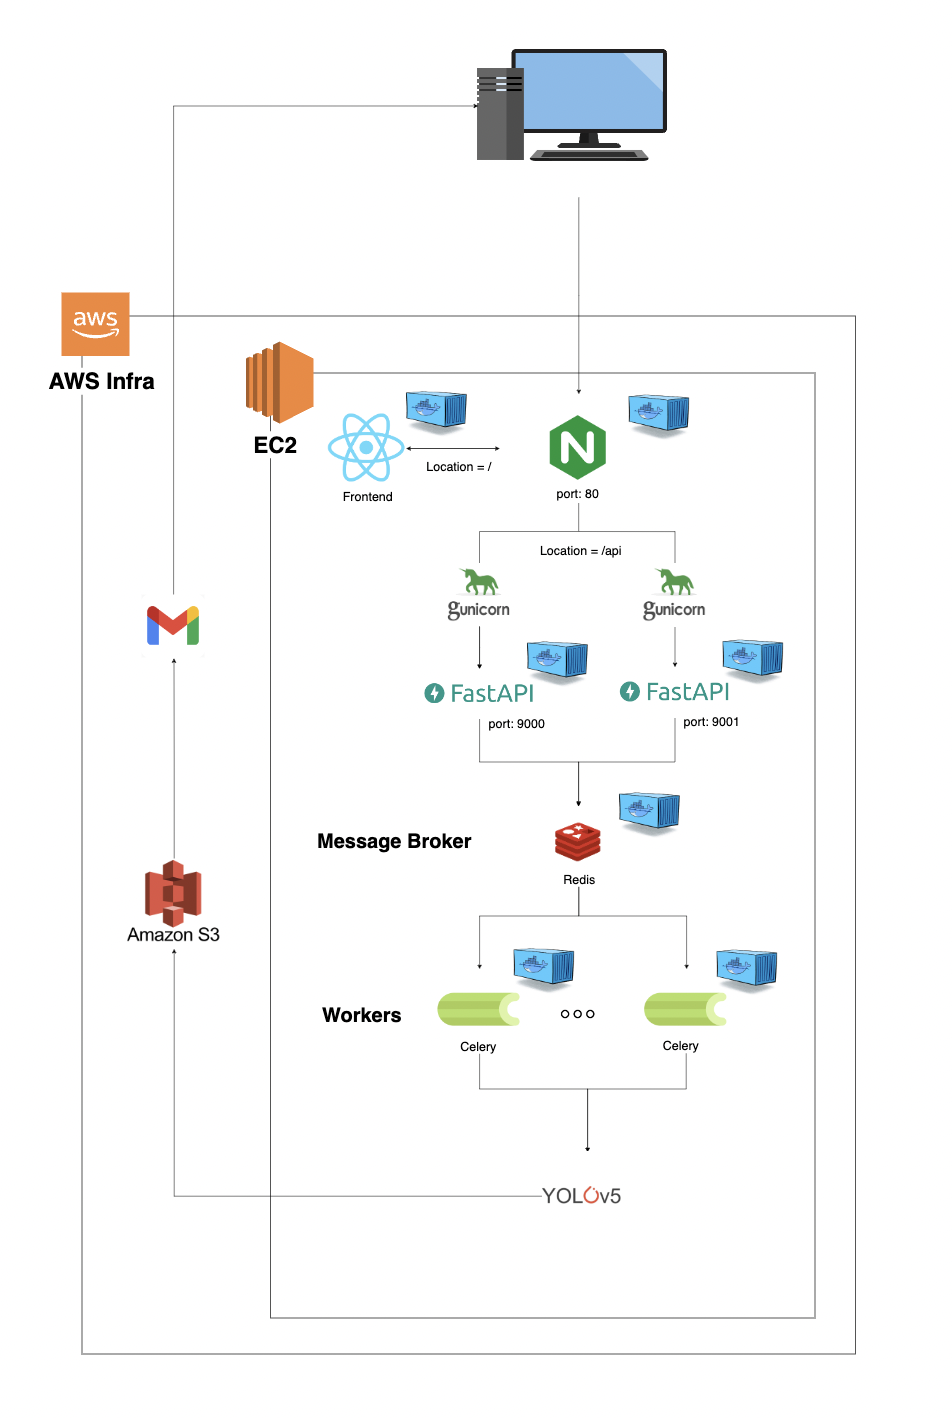 aws
AWS Infra
EC2
Location = /
Frontend
port: 80
Location = /api
gunicorn
gunicorn
FastAPI
FastAPI
port: 9000
port: 9001
Message Broker
Redis
Amazon S3
Workers
Celery
Celery
YOLOv5